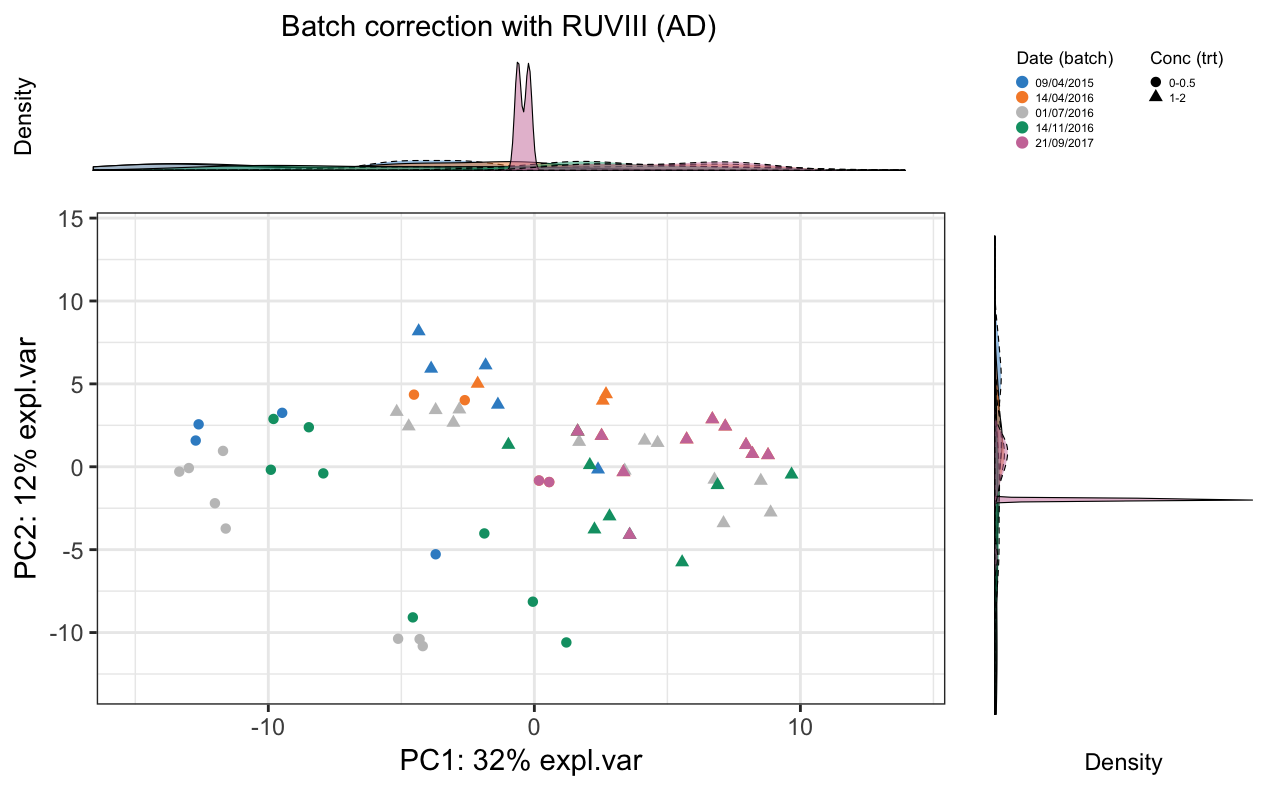 Batch correction with RUVIII (AD)
Density
Date (batch)
09/04/2015
14/04/2016
01/07/2016
14/11/2016
21/09/2017
Conc (trt)
0-0.5
1-2
PC2: 12% expl.var
15
10
5
0
-5
-10
-10
0
10
PC1: 32% expl.var
Density